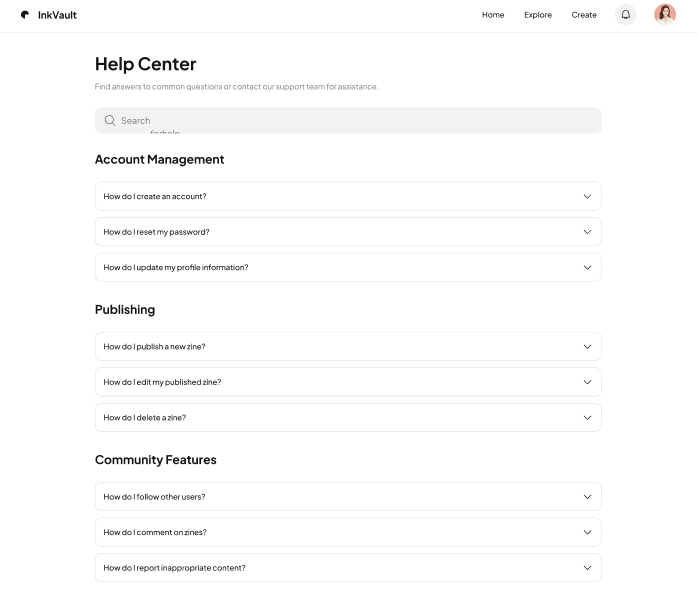 InkVault
Home
Explore
Create
Help Center
Find answers to common questions or contact our support team for assistance.
Search
forhelp
Account Management
How do I create an account?
How do I reset my password?
How do I update my profile information?
Publishing
How do I publish a new zine?
How do I edit my published zine?
How do I delete a zine?
Community Features
How do I follow other users?
How do I comment on zines?
How do I report inappropriate content?